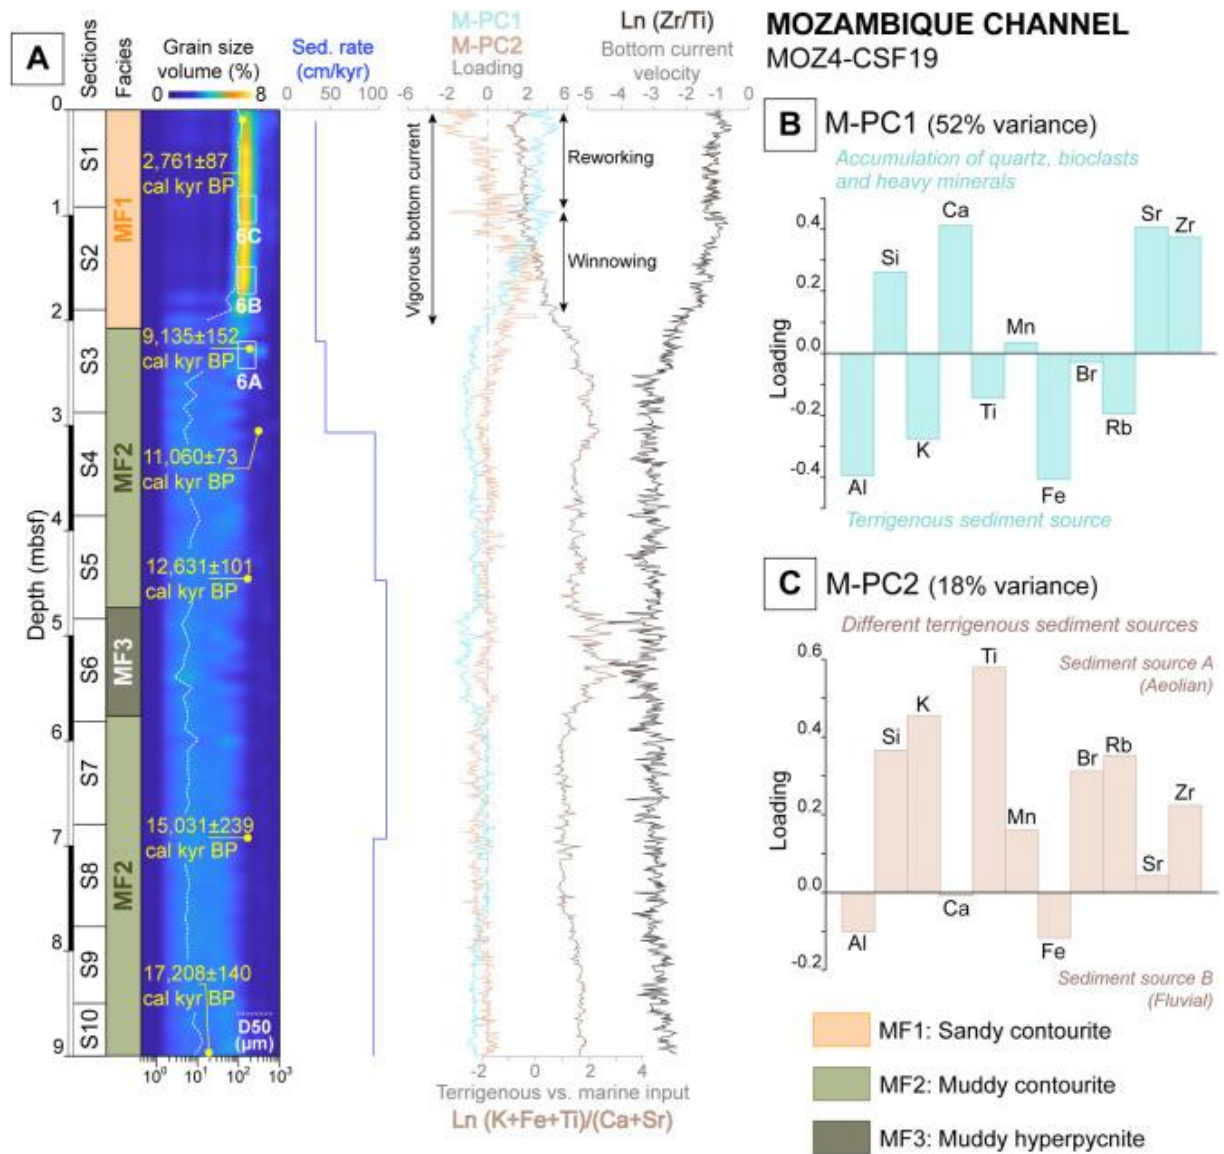 A
Sections
Facies
Grain size
volume (%)
0 8
Sed. rate
(cm/kyr)
0 50 100
M-PC1
M-PC2
Loading
-6 -4 -2 0 2 4 6
Ln (Zr/Ti)
Bottom current
velocity
-5 -4 -3 -2 -1 0
MOZAMBIQUE CHANNEL
MOZ4-CSF19
Depth (mbsf)
0
1
2
3
4
5
6
7
8
9
S1
S2
S3
S4
S5
S6
S7
S8
S9
S10
MF1
MF2
MF3
MF2
2,761±87
cal kyr BP
6C
6B
9,135±152
cal kyr BP
6A
11,060±73
cal kyr BP
12,631±101
cal kyr BP
15,031±239
cal kyr BP
17,208±140
cal kyr BP
D50
(µm)
10⁰ 10¹ 10² 10³
Vigorous bottom current
Reworking
Winnowing
-2 0 2 4
Terrigenous vs. marine input
Ln (K+Fe+Ti)/(Ca+Sr)
B
M-PC1 (52% variance)
Accumulation of quartz, bioclasts
and heavy minerals
Loading
0.4
0.2
0.0
-0.2
-0.4
Al
Si
K
Ca
Ti
Mn
Fe
Br
Rb
Sr
Zr
Terrigenous sediment source
C
M-PC2 (18% variance)
Different terrigenous sediment sources
Sediment source A
(Aeolian)
Loading
0.6
0.4
0.2
0.0
-0.2
Al
Si
K
Ca
Ti
Mn
Fe
Br
Rb
Sr
Zr
Sediment source B
(Fluvial)
MF1: Sandy contourite
MF2: Muddy contourite
MF3: Muddy hyperpycnite